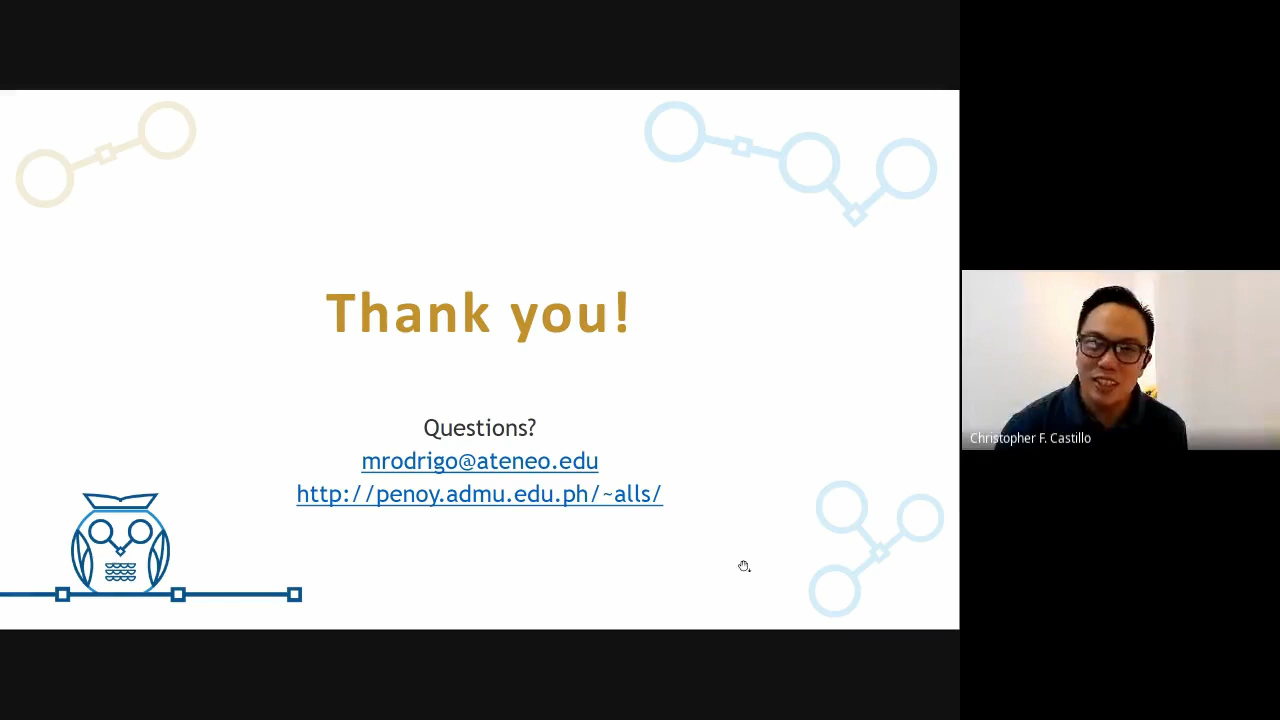 Thank you!
Questions?
mrodrigo@ateneo.edu
http://penoy.admu.edu.ph/~alls/
Christopher F. Castillo